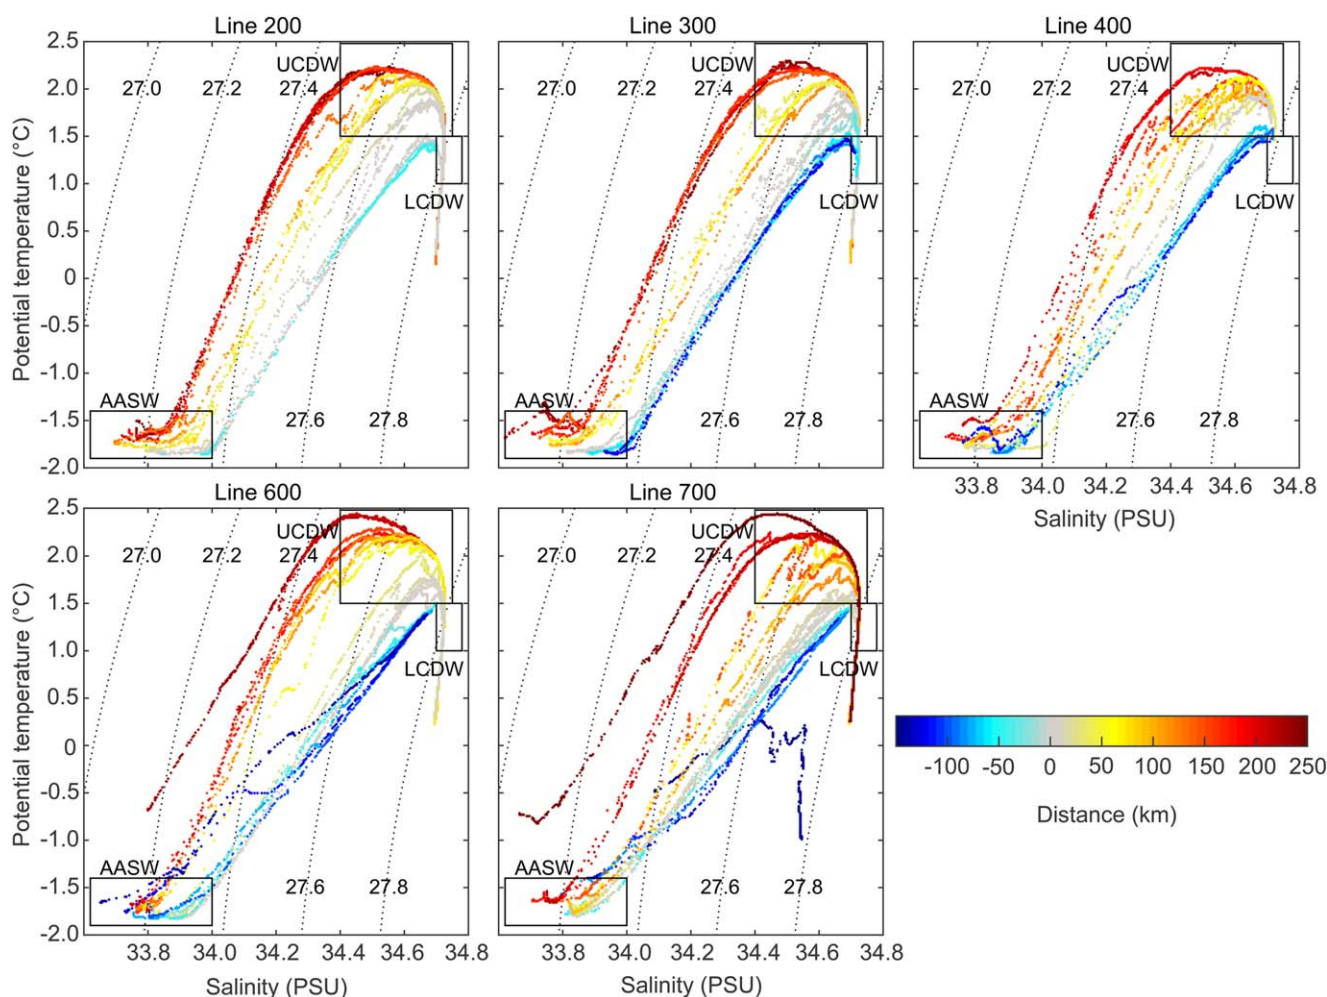 Line 200
Line 300
Line 400
2.5
2.0
1.5
1.0
0.5
0
-0.5
-1.0
-1.5
-2.0
Potential temperature (°C)
UCDW
27.0
27.2
27.4
LCDW
AASW
27.6
27.8
UCDW
27.0
27.2
27.4
LCDW
AASW
27.6
27.8
UCDW
27.0
27.2
27.4
LCDW
AASW
27.6
27.8
33.8 34.0 34.2 34.4 34.6 34.8
Salinity (PSU)
Line 600
Line 700
2.5
2.0
1.5
1.0
0.5
0
-0.5
-1.0
-1.5
-2.0
Potential temperature (°C)
UCDW
27.0
27.2
27.4
LCDW
AASW
27.6
27.8
33.8 34.0 34.2 34.4 34.6 34.8
Salinity (PSU)
UCDW
27.0
27.2
27.4
LCDW
AASW
27.6
27.8
33.8 34.0 34.2 34.4 34.6 34.8
Salinity (PSU)
-100 -50 0 50 100 150 200 250
Distance (km)